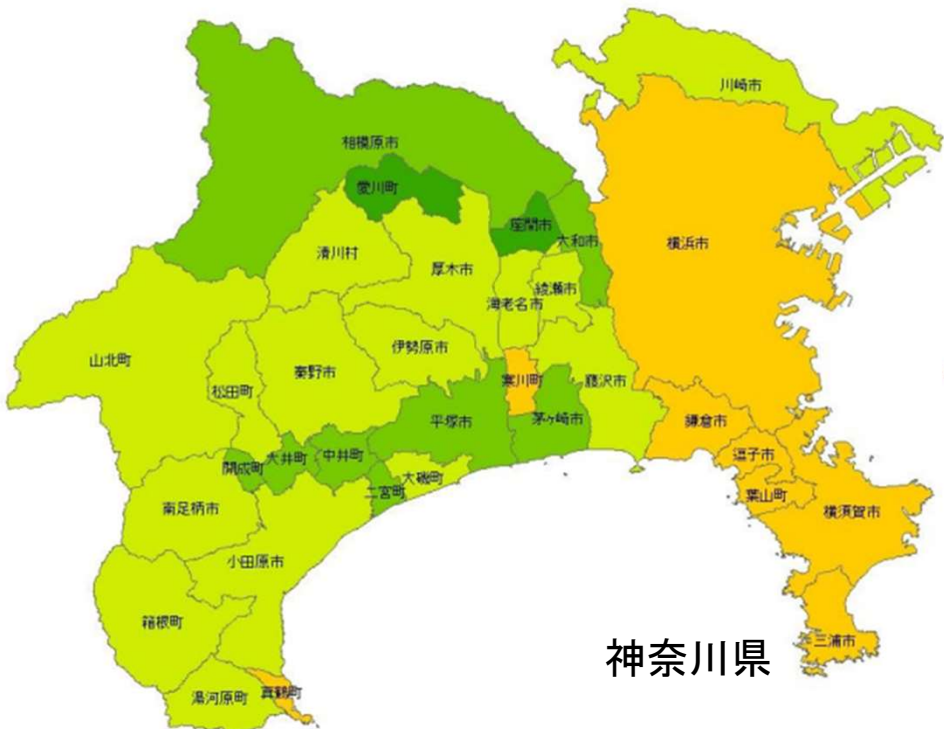 川崎市
相模原市
愛川町
座間市
大和市
横浜市
清川村
厚木市
綾瀬市
海老名市
伊勢原市
山北町
松田町
秦野市
寒川町
藤沢市
平塚市
茅ヶ崎市
鎌倉市
開成町
大井町
中井町
逗子市
大磯町
二宮町
葉山町
南足柄市
横須賀市
小田原市
箱根町
三浦市
神奈川県
湯河原町
真鶴町